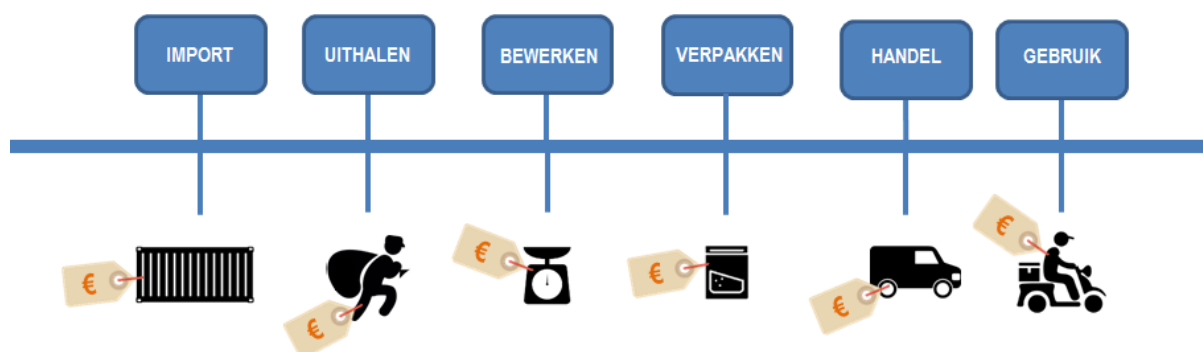 IMPORT
UITHALEN
BEWERKEN
VERPAKKEN
HANDEL
GEBRUIK
€
€
€
€
€
€